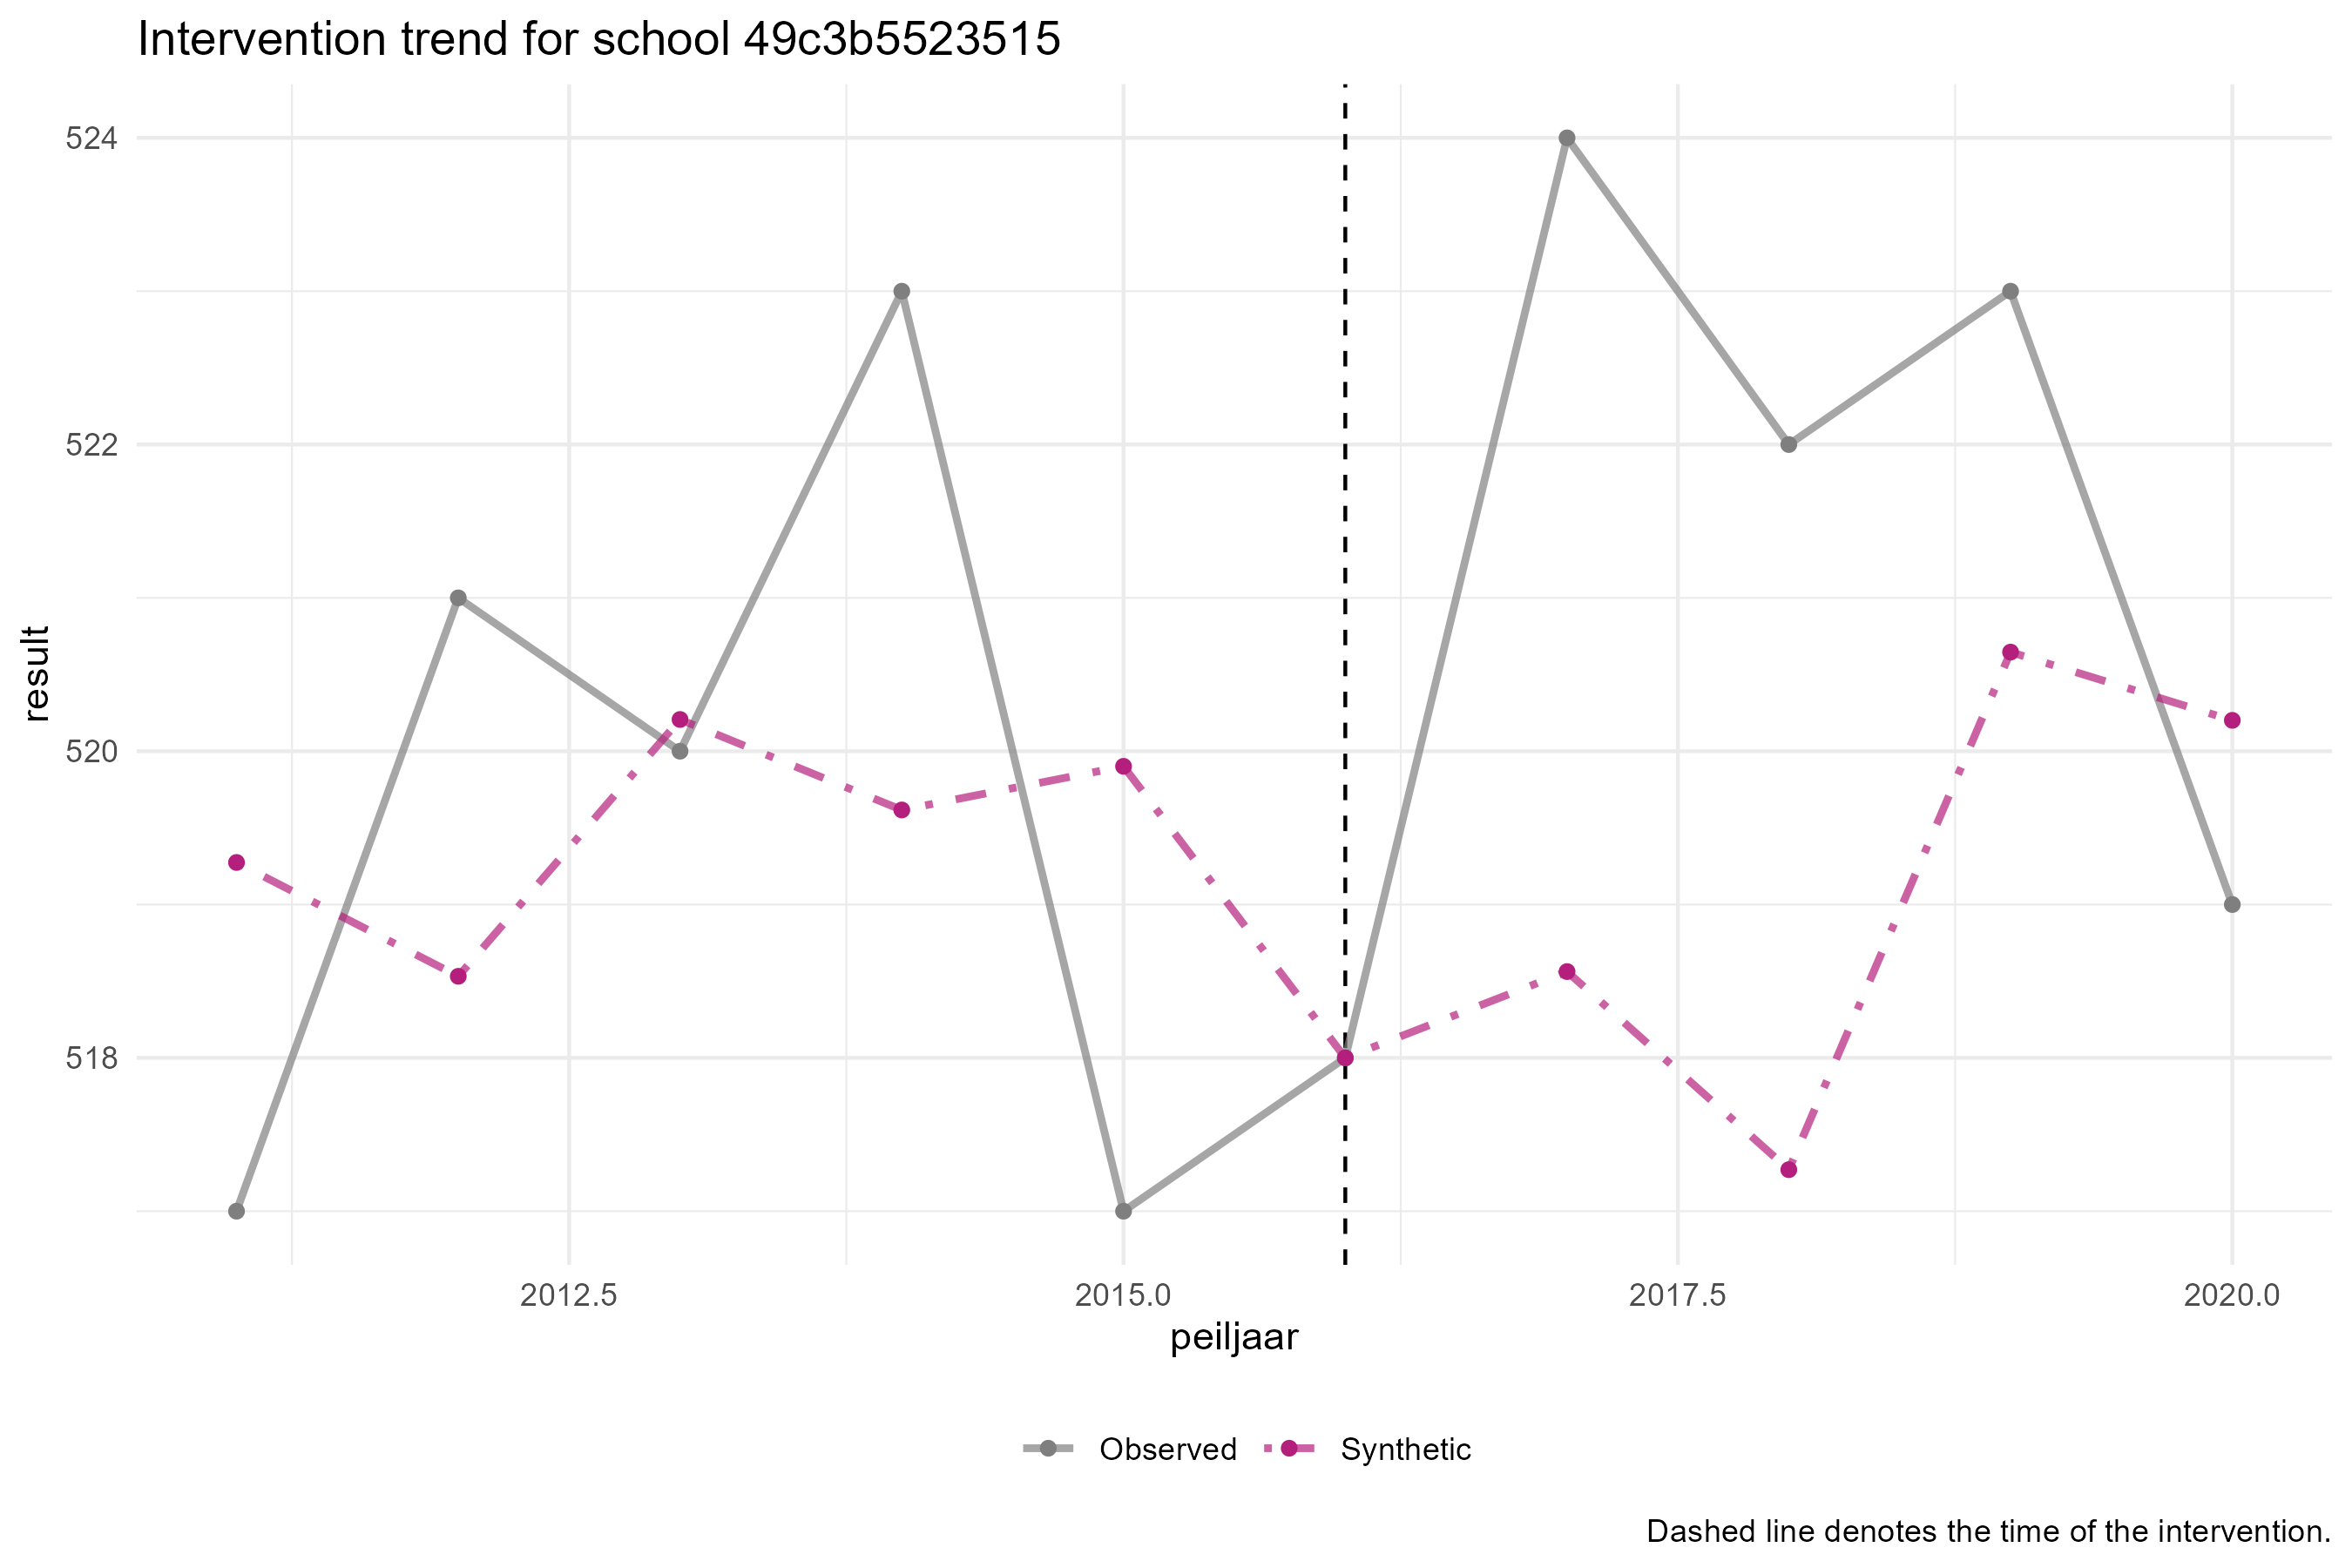 Intervention trend for school 49c3b5523515
524
522
520
518
result
2012.5 2015.0 2017.5 2020.0
peiljaar
Observed Synthetic
Dashed line denotes the time of the intervention.